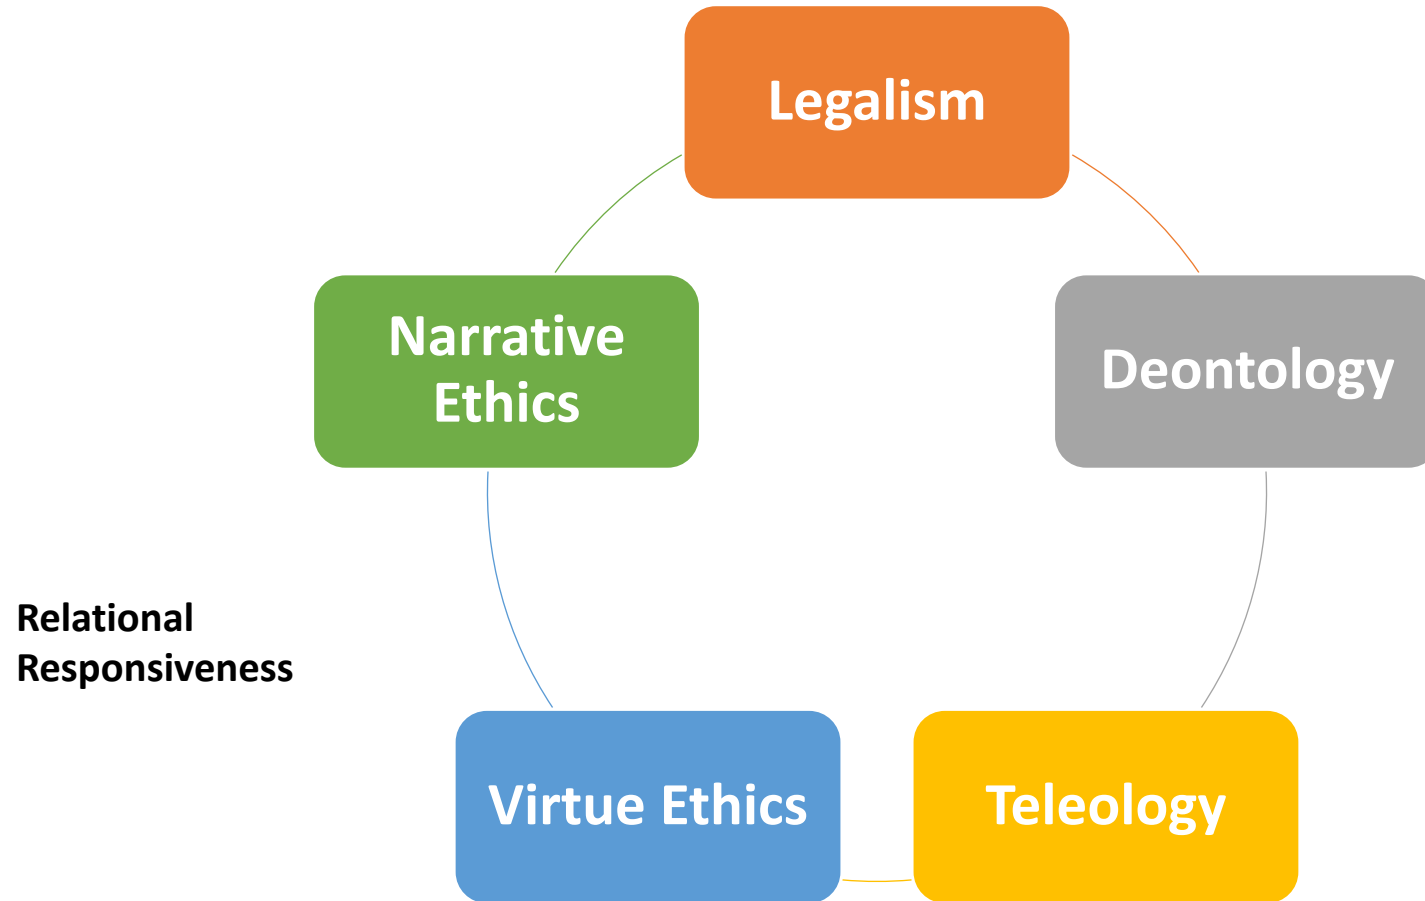 Legalism
Narrative
Ethics
Deontology
Relational
Responsiveness
Virtue Ethics
Teleology